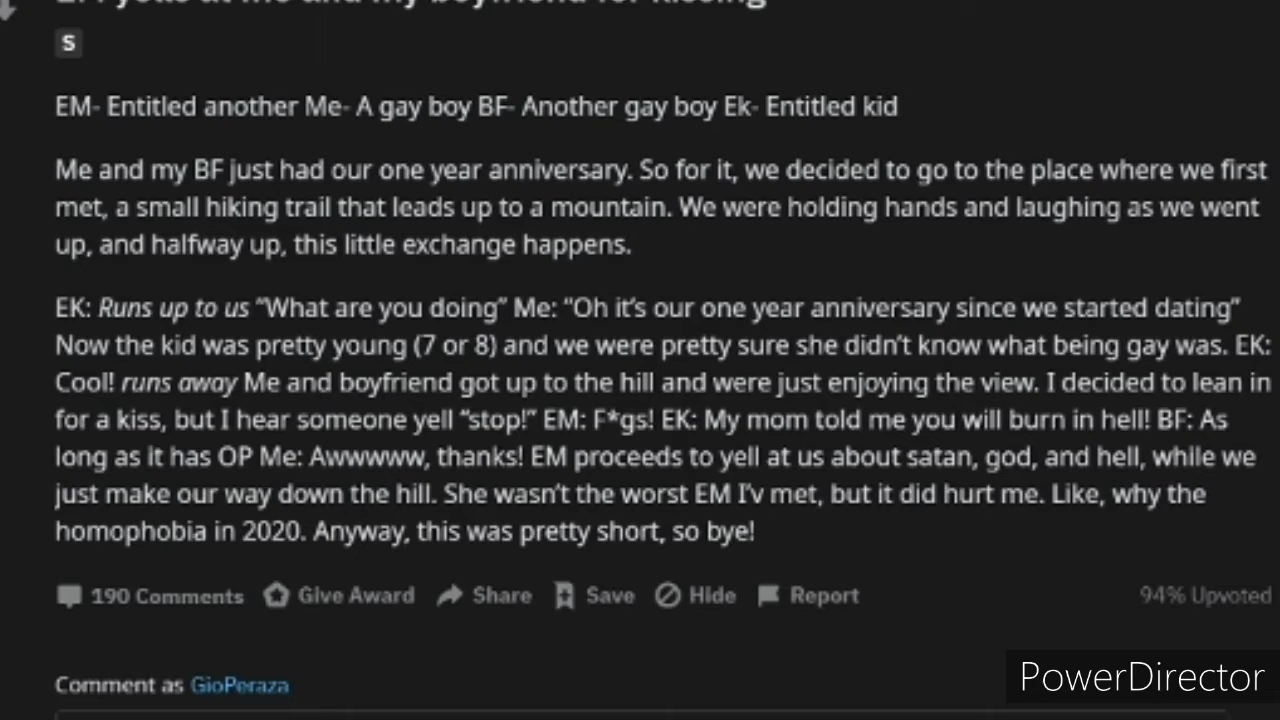 yells at me and my boyfriend for kissing
S
EM- Entitled another Me- A gay boy BF- Another gay boy Ek- Entitled kid
Me and my BF just had our one year anniversary. So for it, we decided to go to the place where we first
met, a small hiking trail that leads up to a mountain. We were holding hands and laughing as we went
up, and halfway up, this little exchange happens.
EK: Runs up to us “What are you doing” Me: “Oh it’s our one year anniversary since we started dating”
Now the kid was pretty young (7 or 8) and we were pretty sure she didn’t know what being gay was. EK:
Cool! runs away Me and boyfriend got up to the hill and were just enjoying the view. I decided to lean in
for a kiss, but I hear someone yell “stop!” EM: F*gs! EK: My mom told me you will burn in hell! BF: As
long as it has OP Me: Awwwww, thanks! EM proceeds to yell at us about satan, god, and hell, while we
just make our way down the hill. She wasn’t the worst EM I’v met, but it did hurt me. Like, why the
homophobia in 2020. Anyway, this was pretty short, so bye!
190 Comments Give Award Share Save Hide Report 94% Upvoted
Comment as GioPeraza
PowerDirector